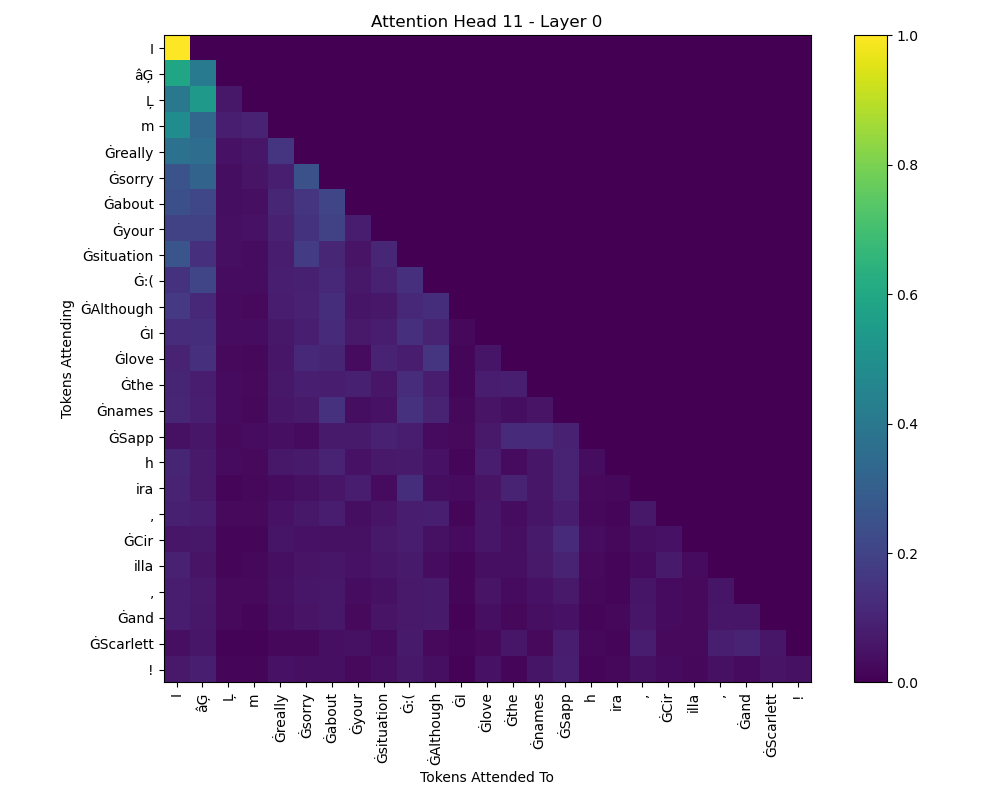 Attention Head 11 - Layer 0
Tokens Attending
I
âĢ
Ļ
m
Ġreally
Ġsorry
Ġabout
Ġyour
Ġsituation
Ġ:(
ĠAlthough
ĠI
Ġlove
Ġthe
Ġnames
ĠSapp
h
ira
,
ĠCir
illa
,
Ġand
ĠScarlett
!
I
âĢ
Ļ
m
Ġreally
Ġsorry
Ġabout
Ġyour
Ġsituation
Ġ:(
ĠAlthough
ĠI
Ġlove
Ġthe
Ġnames
ĠSapp
h
ira
,
ĠCir
illa
,
Ġand
ĠScarlett
!
Tokens Attended To
1.0
0.8
0.6
0.4
0.2
0.0